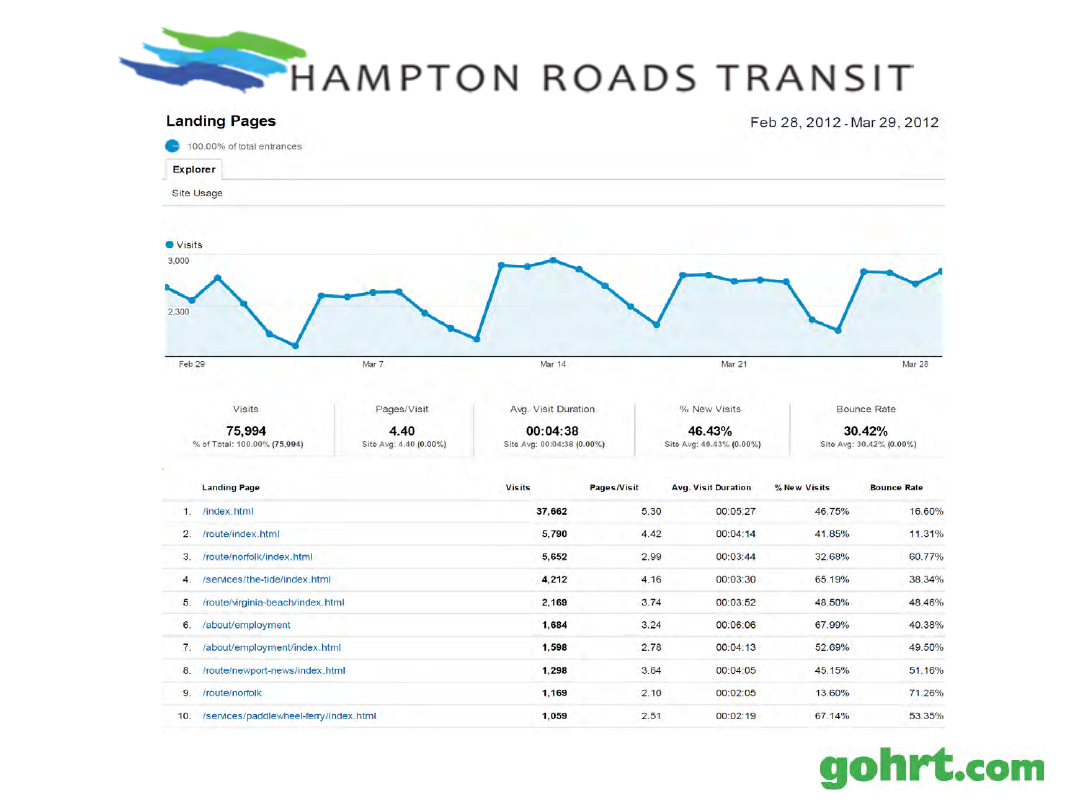 HAMPTON ROADS TRANSIT
Landing Pages
Feb 28, 2012 - Mar 29, 2012
100.00% of total entrances
Explorer
Site Usage
Visits
3,000
2,300
Feb 29 Mar 7 Mar 14 Mar 21 Mar 28
Visits Pages/Visit Avg. Visit Duration % New Visits Bounce Rate
75,994 4.40 00:04:38 46.43% 30.42%
% of Total: 100.00% (75,994) Site Avg: 4.40 (0.00%) Site Avg: 00:04:38 (0.00%) Site Avg: 46.43% (0.00%) Site Avg: 30.42% (0.00%)
Landing Page Visits Pages/Visit Avg. Visit Duration % New Visits Bounce Rate
1. /index.html 37,662 5.30 00:05:27 46.75% 16.60%
2. /route/index.html 5,790 4.42 00:04:14 41.85% 11.31%
3. /route/norfolk/index.html 5,652 2.99 00:03:44 32.68% 60.77%
4. /services/the-tide/index.html 4,212 4.16 00:03:30 65.19% 38.34%
5. /route/virginia-beach/index.html 2,169 3.74 00:03:52 48.50% 48.46%
6. /about/employment 1,684 3.24 00:06:06 67.99% 40.38%
7. /about/employment/index.html 1,598 2.78 00:04:13 52.69% 49.50%
8. /route/newport-news/index.html 1,298 3.64 00:04:05 45.15% 51.16%
9. /route/norfolk 1,169 2.10 00:02:05 13.60% 71.26%
10. /services/paddlewheel-ferry/index.html 1,059 2.51 00:02:19 67.14% 53.35%
gohrt.com